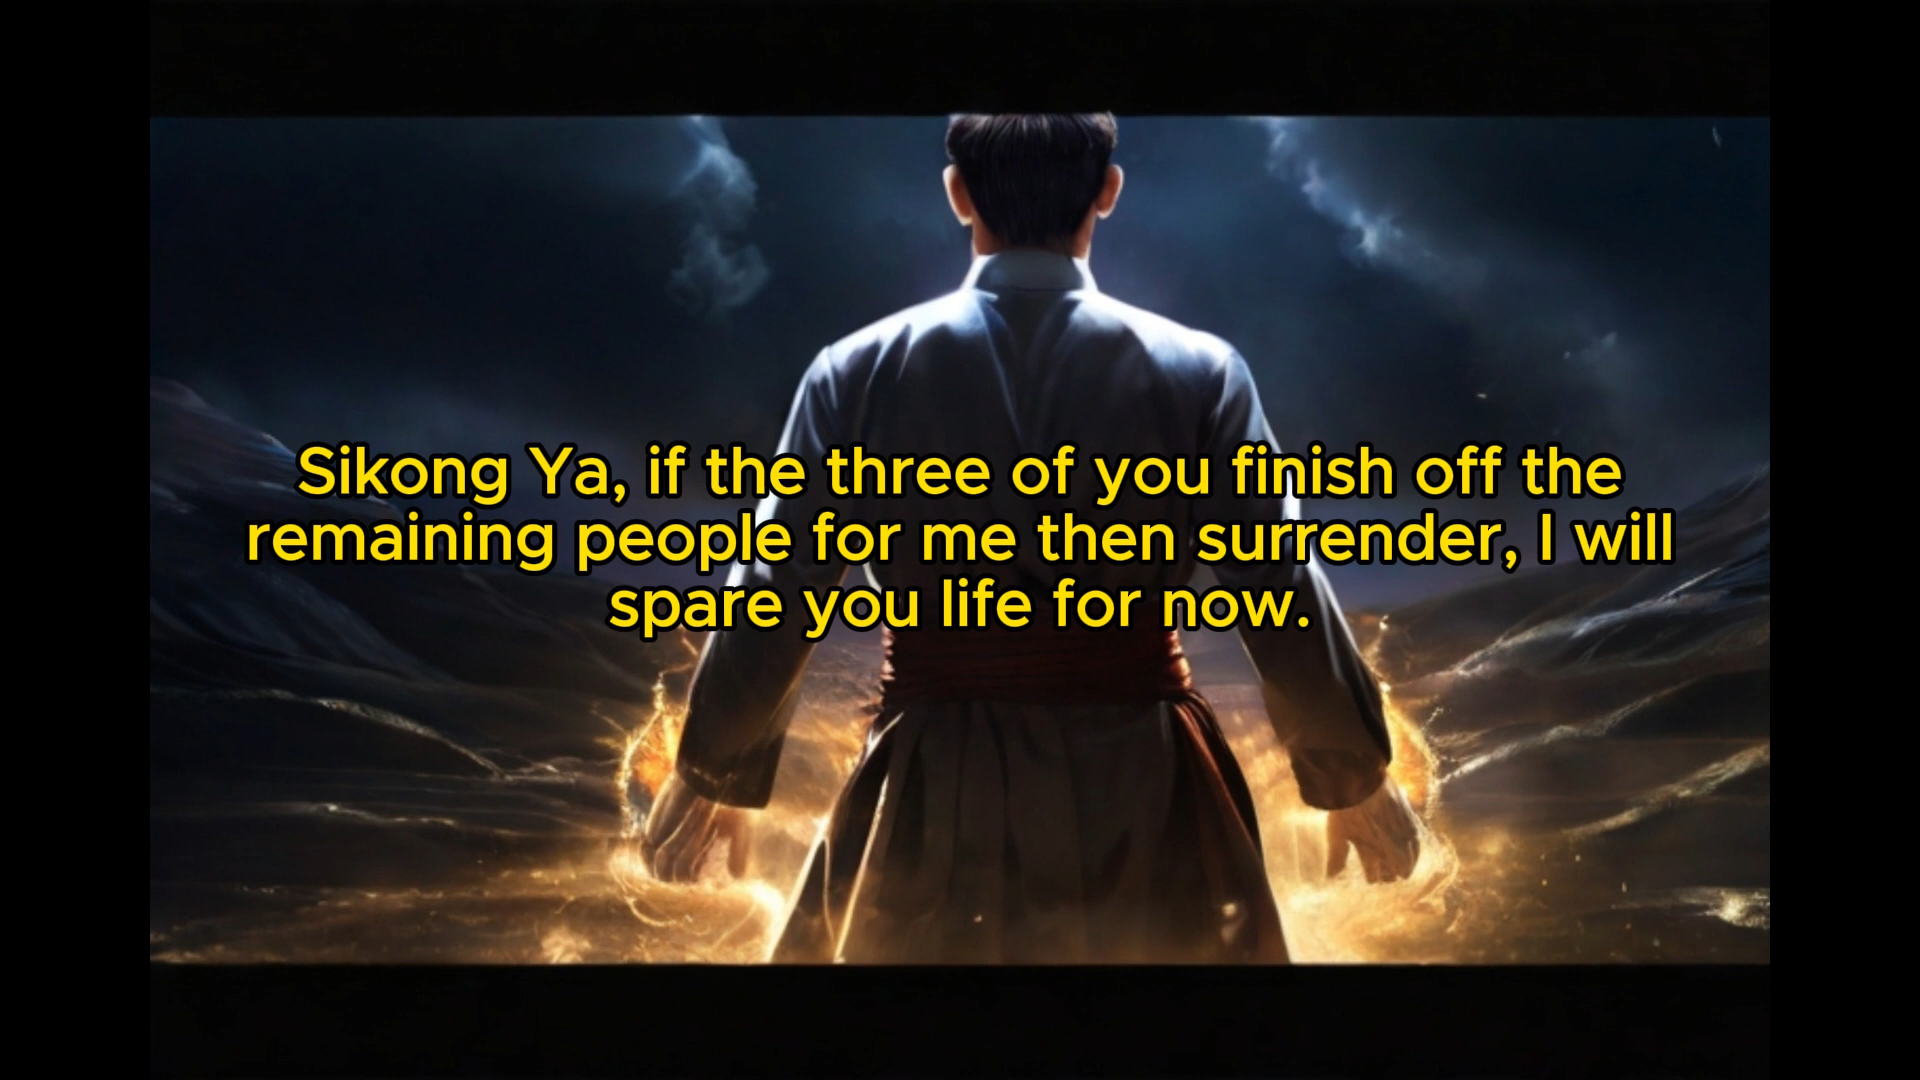 Sikong Ya, if the three of you finish off the
remaining people for me then surrender, I will
spare you life for now.